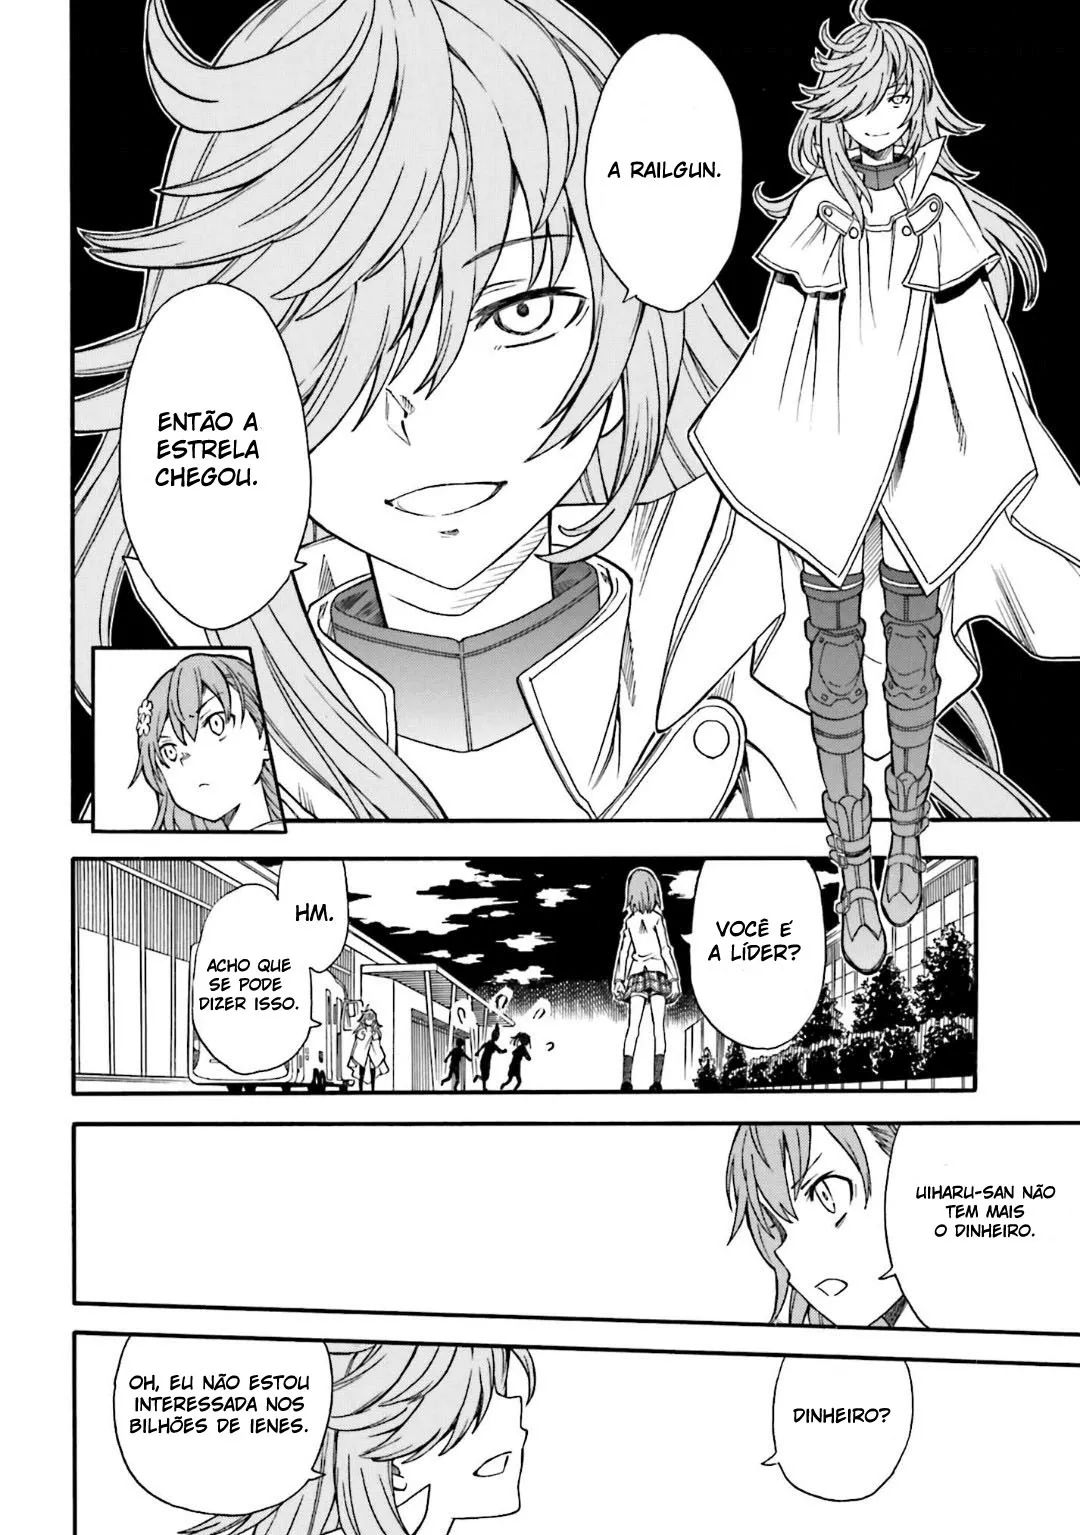 A RAILGUN.
ENTÃO A
ESTRELA
CHEGOU.
VOCÊ É
A LÍDER?
HM.
ACHO QUE
SE PODE
DIZER ISSO.
UIHARU-SAN NÃO
TEM MAIS
O DINHEIRO.
DINHEIRO?
OH, EU NÃO ESTOU
INTERESSADA NOS
BILHÕES DE IENES.